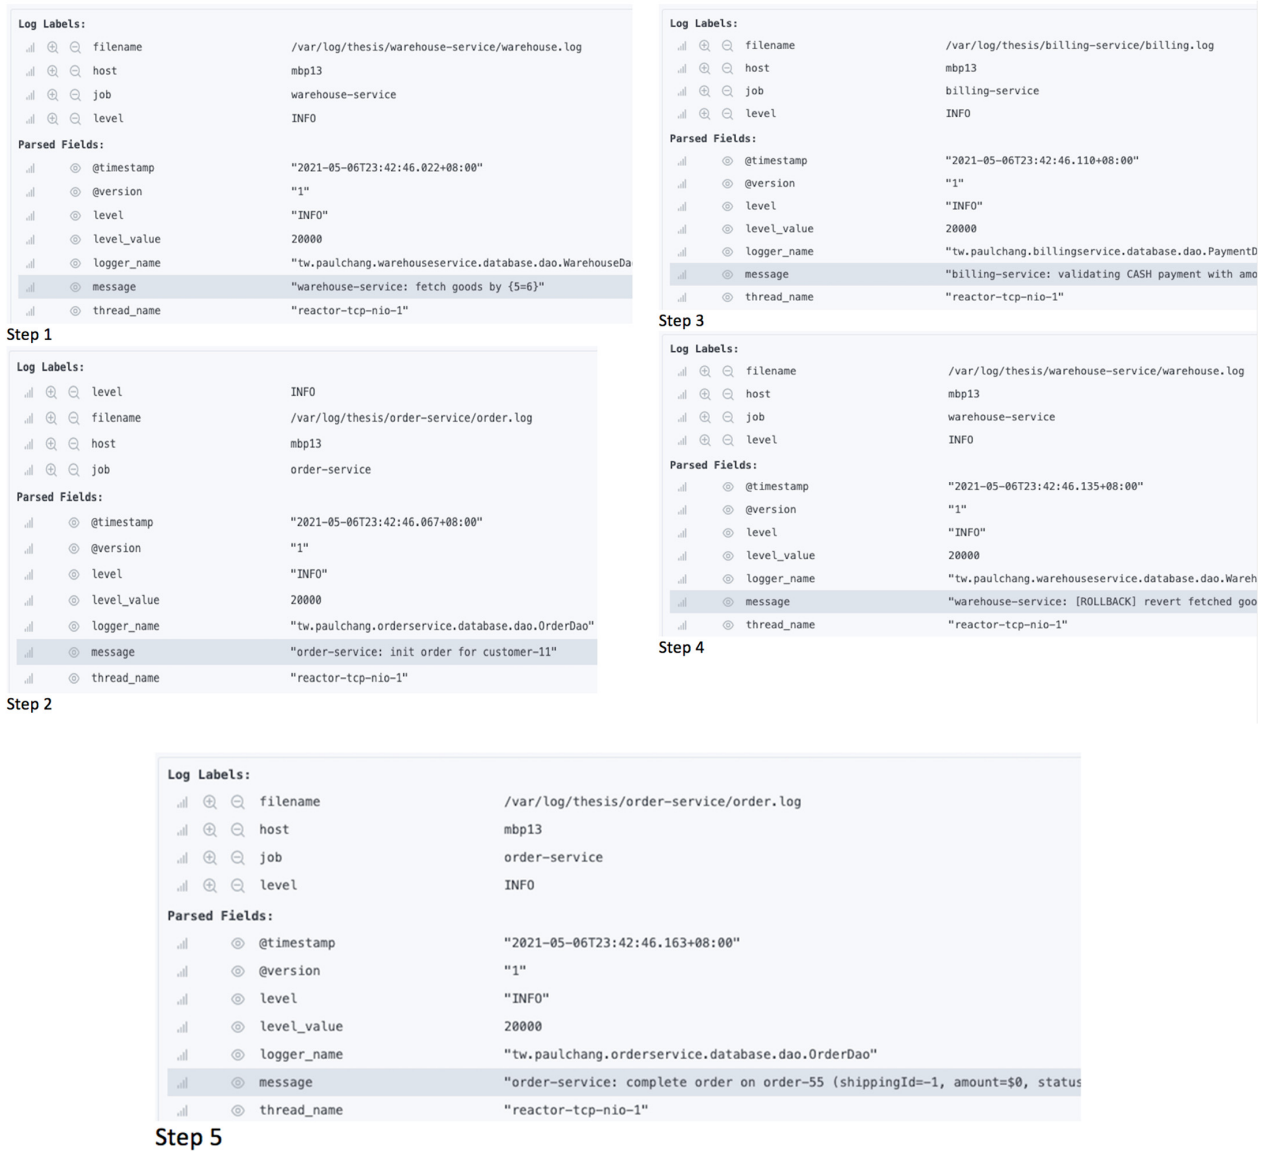 Log Labels:
filename /var/log/thesis/warehouse-service/warehouse.log
host mbp13
job warehouse-service
level INFO
Parsed Fields:
@timestamp "2021-05-06T23:42:46.022+08:00"
@version "1"
level "INFO"
level_value 20000
logger_name "tw.paulchang.warehouseservice.database.dao.WarehouseDa
message "warehouse-service: fetch goods by {5=6}"
thread_name "reactor-tcp-nio-1"
Step 1
Log Labels:
level INFO
filename /var/log/thesis/order-service/order.log
host mbp13
job order-service
Parsed Fields:
@timestamp "2021-05-06T23:42:46.067+08:00"
@version "1"
level "INFO"
level_value 20000
logger_name "tw.paulchang.orderservice.database.dao.OrderDao"
message "order-service: init order for customer-11"
thread_name "reactor-tcp-nio-1"
Step 2
Log Labels:
filename /var/log/thesis/billing-service/billing.log
host mbp13
job billing-service
level INFO
Parsed Fields:
@timestamp "2021-05-06T23:42:46.110+08:00"
@version "1"
level "INFO"
level_value 20000
logger_name "tw.paulchang.billingservice.database.dao.PaymentD
message "billing-service: validating CASH payment with amo
thread_name "reactor-tcp-nio-1"
Step 3
Log Labels:
filename /var/log/thesis/warehouse-service/warehouse.log
host mbp13
job warehouse-service
level INFO
Parsed Fields:
@timestamp "2021-05-06T23:42:46.135+08:00"
@version "1"
level "INFO"
level_value 20000
logger_name "tw.paulchang.warehouseservice.database.dao.Wareh
message "warehouse-service: [ROLLBACK] revert fetched goo
thread_name "reactor-tcp-nio-1"
Step 4
Log Labels:
filename /var/log/thesis/order-service/order.log
host mbp13
job order-service
level INFO
Parsed Fields:
@timestamp "2021-05-06T23:42:46.163+08:00"
@version "1"
level "INFO"
level_value 20000
logger_name "tw.paulchang.orderservice.database.dao.OrderDao"
message "order-service: complete order on order-55 (shippingId=-1, amount=$0, status
thread_name "reactor-tcp-nio-1"
Step 5